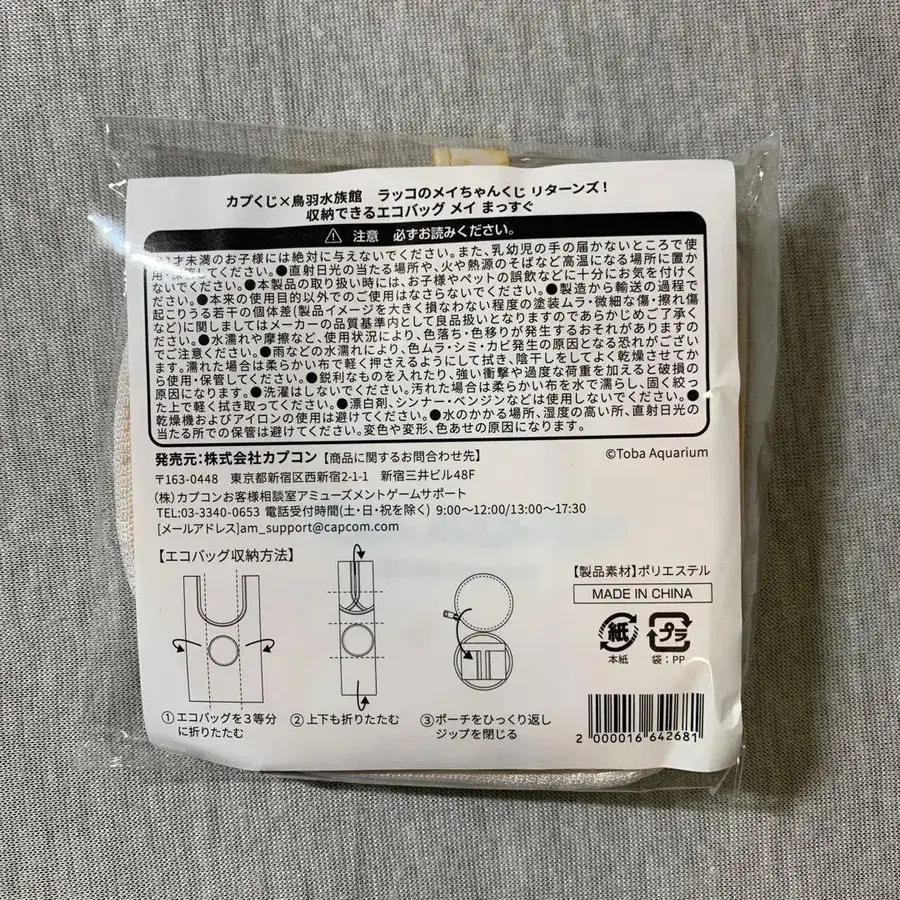 カプくじ×鳥羽水族館　ラッコのメイちゃんくじ リターンズ！
収納できるエコバッグ メイ まっすぐ
注意　必ずお読みください。
才未満のお子様には絶対に与えないでください。また、乳幼児の手の届かないところで使
用・保管してください。●直射日光の当たる場所や、火や熱源のそばなど高温になる場所に置か
ないでください。●本製品の取り扱い時には、お子様やペットの誤飲などに十分にお気を付けく
ださい。●本来の使用目的以外でのご使用はなさらないでください。●製造から輸送の過程で
起こりうる若干の個体差(製品イメージを大きく損なわない程度の塗装ムラ・微細な傷・擦れ傷
など)に関しましてはメーカーの品質基準内として良品扱いとなりますのであらかじめご了承く
ださい。●水濡れや摩擦など、使用状況により、色落ち・色移りが発生するおそれがありますの
でご注意ください。●雨などの水濡れにより、色ムラ・シミ・カビ発生の原因となる恐れがござい
ます。濡れた場合は柔らかい布で軽く押さえるようにして拭き、陰干しをしてよく乾燥させてか
ら使用・保管してください。●鋭利なものを入れたり、強い衝撃や過度な荷重を加えると破損の
原因になります。●洗濯はしないでください。汚れた場合は柔らかい布を水で濡らし、固く絞っ
た上で軽く拭き取ってください。●漂白剤、シンナー・ベンジンなどは使用しないでください。●
乾燥機およびアイロンの使用は避けてください。●水のかかる場所、湿度の高い所、直射日光の
当たる所での保管は避けてください。変色や変形、色あせの原因になります。
発売元:株式会社カプコン【商品に関するお問合わせ先】
©Toba Aquarium
〒163-0448　東京都新宿区西新宿2-1-1　新宿三井ビル48F
(株)カプコンお客様相談室アミューズメントゲームサポート
TEL:03-3340-0653 電話受付時間(土・日・祝を除く) 9:00〜12:00/13:00〜17:30
[メールアドレス]am_support@capcom.com
【エコバッグ収納方法】
①エコバッグを3等分
に折りたたむ
②上下も折りたたむ
③ポーチをひっくり返し
ジップを閉じる
【製品素材】ポリエステル
MADE IN CHINA
紙
本紙
プラ
袋：PP
2 000016 642681